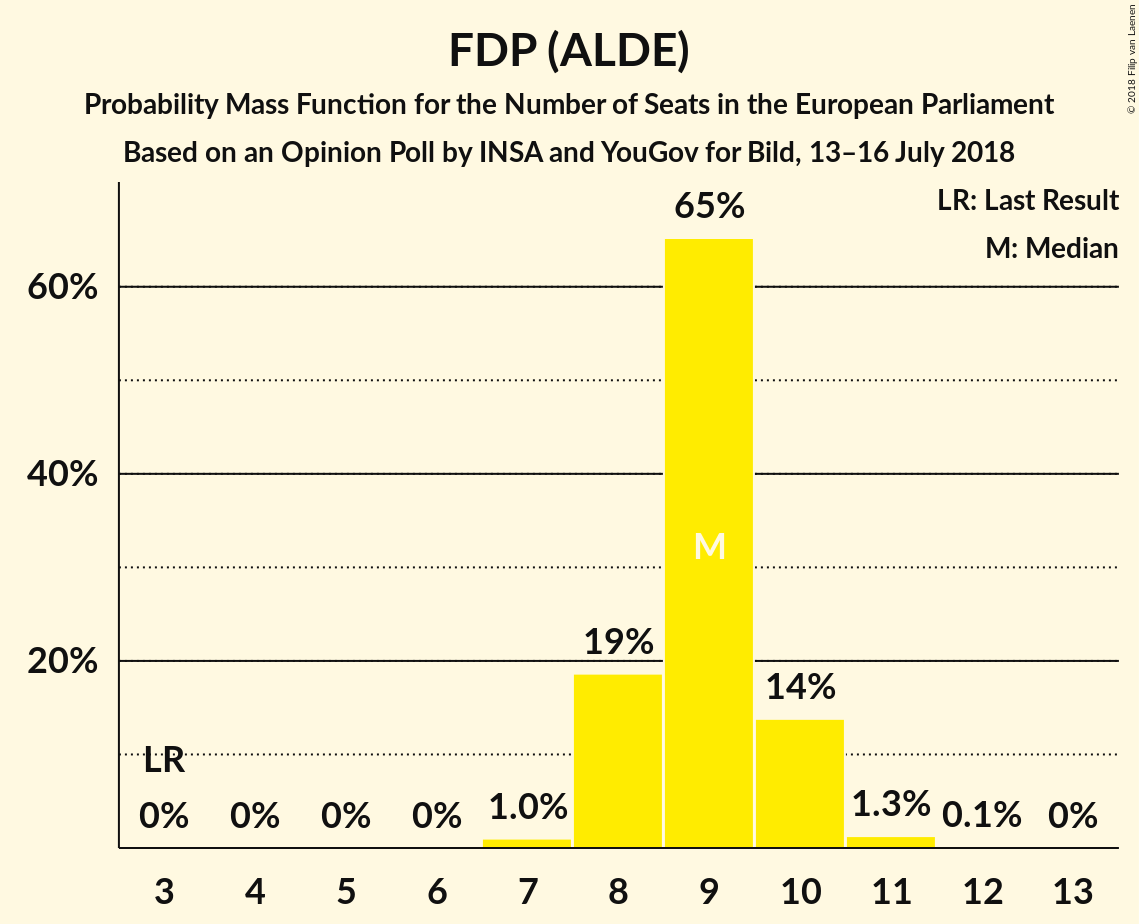 FDP (ALDE)
Probability Mass Function for the Number of Seats in the European Parliament
Based on an Opinion Poll by INSA and YouGov for Bild, 13–16 July 2018
© 2018 Filip van Laenen
LR: Last Result
M: Median
65%
60%
40%
M
19%
20%
14%
LR
0% 0% 0% 0% 1.0% 1.3% 0.1% 0%
3 4 5 6 7 8 9 10 11 12 13